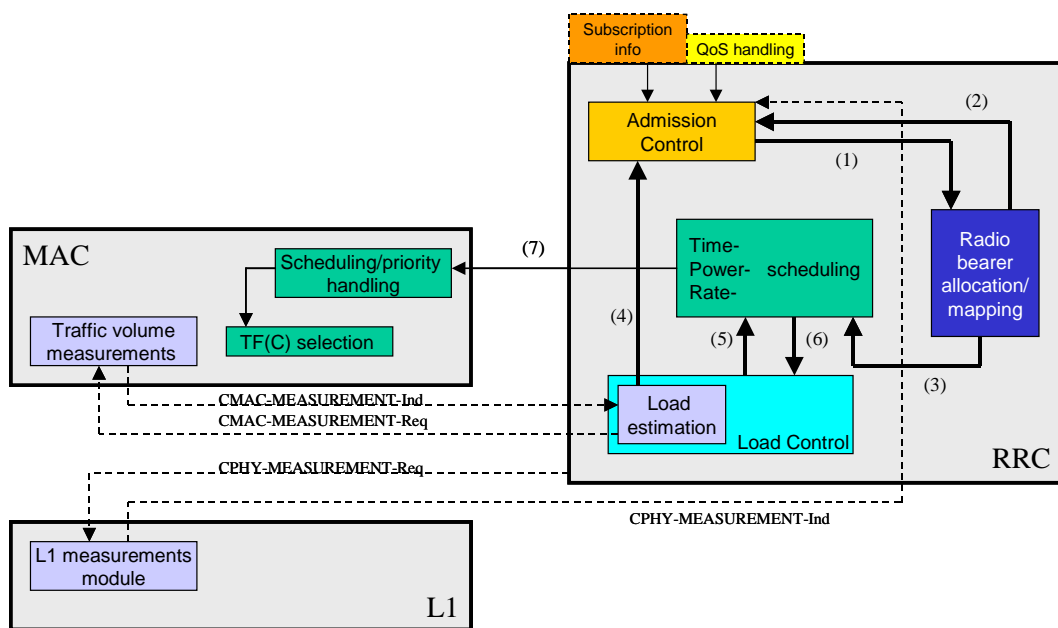 Subscription
info
QoS handling
Admission
Control
(2)
(1)
MAC
Scheduling/priority
handling
(7)
Time-
Power-
Rate-
scheduling
Radio
bearer
allocation/
mapping
Traffic volume
measurements
TF(C) selection
(4)
(5)
(6)
(3)
CMAC-MEASUREMENT-Ind
CMAC-MEASUREMENT-Req
Load
estimation
Load Control
RRC
CPHY-MEASUREMENT-Req
CPHY-MEASUREMENT-Ind
L1 measurements
module
L1